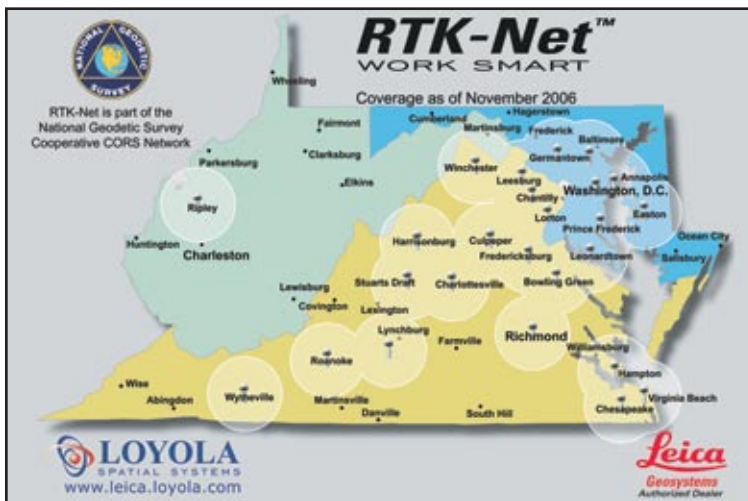 NATIONAL GEODETIC SURVEY
RTK-Net is part of the
National Geodetic Survey
Cooperative CORS Network
RTK-Net™
WORK SMART
Coverage as of November 2006
Wheeling
Cumberland
Hagerstown
Martinsburg
Frederick
Baltimore
Fairmont
Germantown
Parkersburg
Clarksburg
Winchester
Leesburg
Annapolis
Washington, D.C.
Elkins
Chantilly
Ripley
Lorton
Easton
Prince Frederick
Ocean City
Huntington
Charleston
Harrisonburg
Culpeper
Fredericksburg
Leonardtown
Salisbury
Stuarts Draft
Charlottesville
Bowling Green
Lewisburg
Covington
Lexington
Lynchburg
Richmond
Williamsburg
Farmville
Roanoke
Hampton
Wise
Wytheville
Virginia Beach
Abingdon
Martinsville
Danville
South Hill
Chesapeake
LOYOLA
SPATIAL SYSTEMS
www.leica.loyola.com
Leica
Geosystems
Authorized Dealer